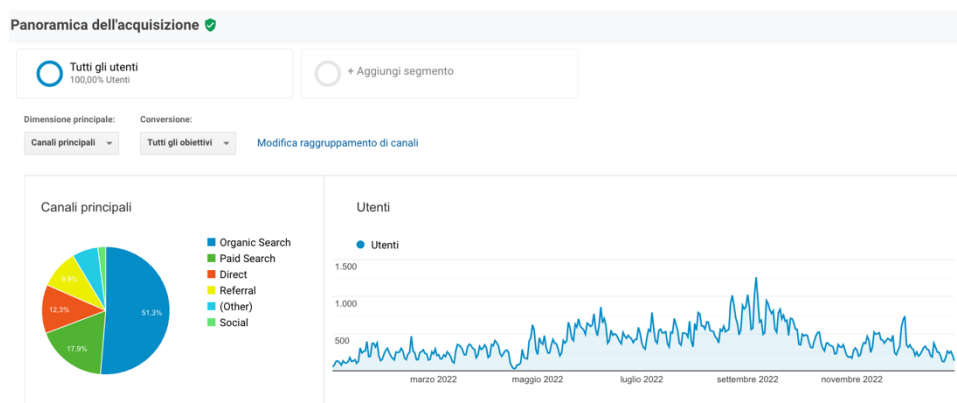 Panoramica dell'acquisizione
Tutti gli utenti
100,00% Utenti
+ Aggiungi segmento
Dimensione principale:
Conversione:
Canali principali
Tutti gli obiettivi
Modifica raggruppamento di canali
Canali principali
Organic Search
Paid Search
Direct
Referral
(Other)
Social
9,9%
12,3%
51,3%
17,9%
Utenti
Utenti
1.500
1.000
500
marzo 2022
maggio 2022
luglio 2022
settembre 2022
novembre 2022